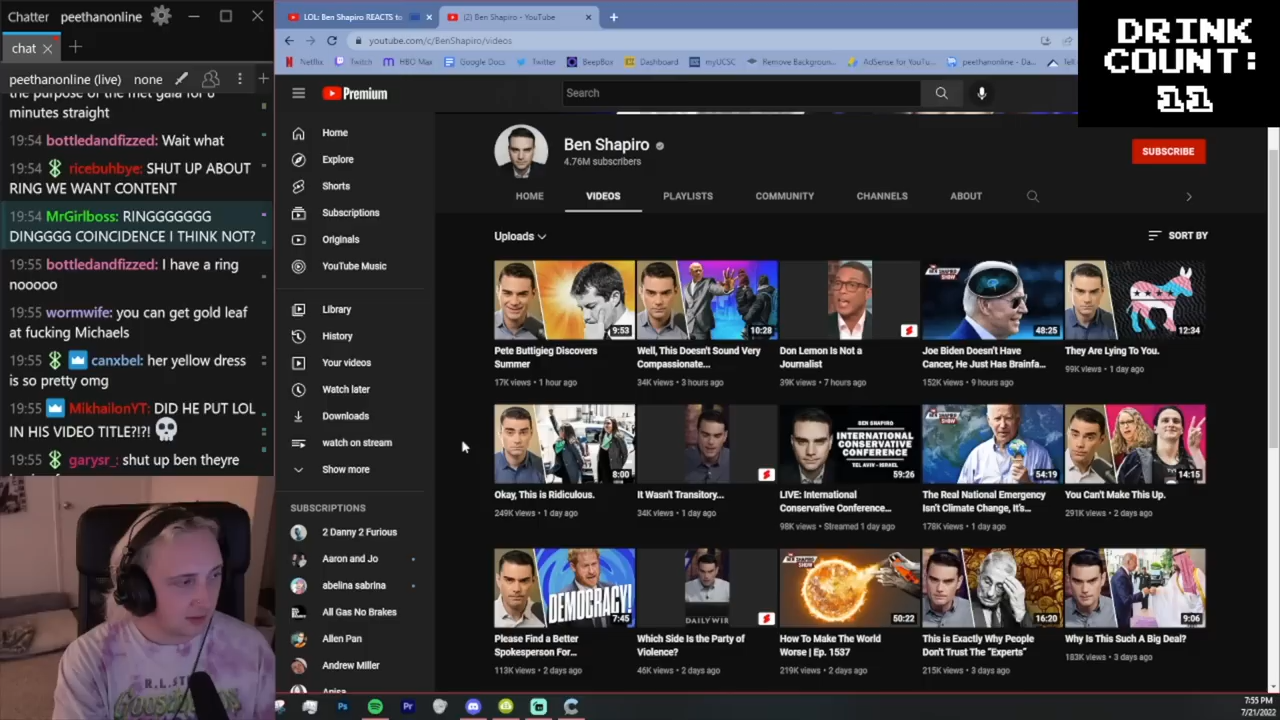 Chatter peethanonline
chat
peethanonline (live) none
the purpose of the met gala for 8
minutes straight
19:54 bottledandfizzed: Wait what
19:54 ricebuhbye: SHUT UP ABOUT
RING WE WANT CONTENT
19:54 MrGirlboss: RINGGGGGGG
DINGGGG COINCIDENCE I THINK NOT?
19:55 bottledandfizzed: I have a ring
nooooo
19:55 wormwife: you can get gold leaf
at fucking Michaels
19:55 canxbel: her yellow dress
is so pretty omg
19:55 MikhailonYT: DID HE PUT LOL
IN HIS VIDEO TITLE?!?!
19:55 garysr_: shut up ben theyre
LOL: Ben Shapiro REACTS to
(2) Ben Shapiro - YouTube
youtube.com/c/BenShapiro/videos
Netflix Twitch HBO Max Google Docs Twitter BeepBox Dashboard myUCSC Remove Backgroun... AdSense for YouTu... peethanonline - Da...
DRINK
COUNT:
11
Premium
Search
Home
Explore
Shorts
Subscriptions
Originals
YouTube Music
Library
History
Your videos
Watch later
Downloads
watch on stream
Show more
SUBSCRIPTIONS
2 Danny 2 Furious
Aaron and Jo
abelina sabrina
All Gas No Brakes
Allen Pan
Andrew Miller
Ben Shapiro
4.76M subscribers
SUBSCRIBE
HOME VIDEOS PLAYLISTS COMMUNITY CHANNELS ABOUT
Uploads
SORT BY
9:53
Pete Buttigieg Discovers
Summer
17K views • 1 hour ago
10:28
Well, This Doesn't Sound Very
Compassionate...
34K views • 3 hours ago
Don Lemon Is Not a
Journalist
39K views • 7 hours ago
48:25
Joe Biden Doesn't Have
Cancer, He Just Has Brainfa...
152K views • 9 hours ago
12:34
They Are Lying To You.
99K views • 1 day ago
8:00
Okay, This is Ridiculous.
249K views • 1 day ago
It Wasn't Transitory...
34K views • 1 day ago
BEN SHAPIRO
INTERNATIONAL
CONSERVATIVE
CONFERENCE
TEL AVIV - ISRAEL
59:26
LIVE: International
Conservative Conference...
98K views • Streamed 1 day ago
54:19
The Real National Emergency
Isn't Climate Change, It's...
178K views • 1 day ago
14:15
You Can't Make This Up.
291K views • 2 days ago
DEMOCRACY!
7:45
Please Find a Better
Spokesperson For...
113K views • 2 days ago
DAILYWIR
Which Side Is the Party of
Violence?
46K views • 2 days ago
50:22
How To Make The World
Worse | Ep. 1537
219K views • 2 days ago
16:20
This is Exactly Why People
Don't Trust The "Experts"
215K views • 3 days ago
9:06
Why Is This Such A Big Deal?
183K views • 3 days ago
7:55 PM
7/21/2022